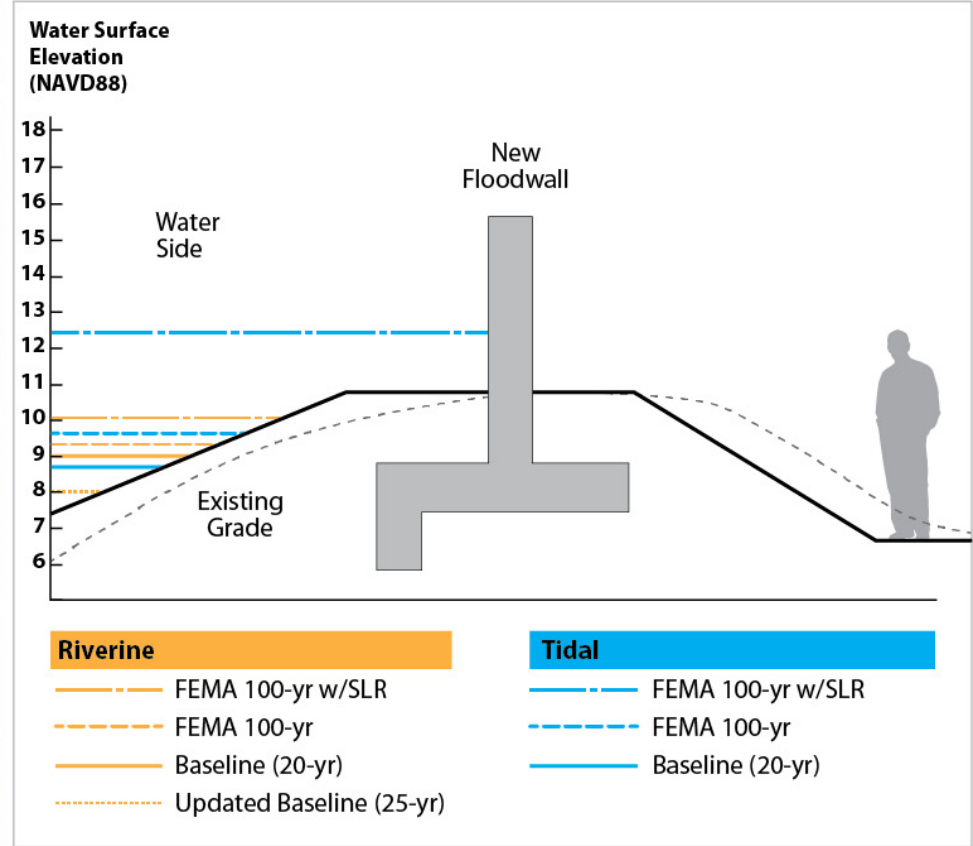 Water Surface
Elevation
(NAVD88)
18
17
16
15
14
13
12
11
10
9
8
7
6
New
Floodwall
Water
Side
Existing
Grade
Riverine
FEMA 100-yr w/SLR
FEMA 100-yr
Baseline (20-yr)
Updated Baseline (25-yr)
Tidal
FEMA 100-yr w/SLR
FEMA 100-yr
Baseline (20-yr)